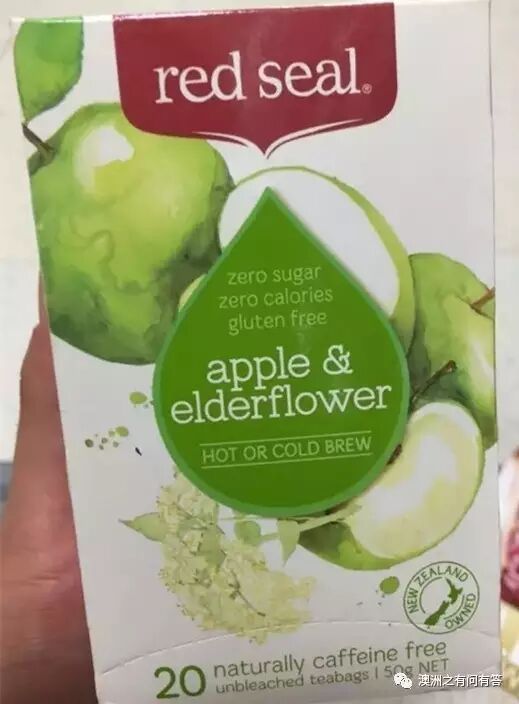 red seal®
zero sugar
zero calories
gluten free
apple &
elderflower
HOT OR COLD BREW
NEW ZEALAND
OWNED
20 naturally caffeine free
unbleached teabags | 50g NET
澳洲之有问有答